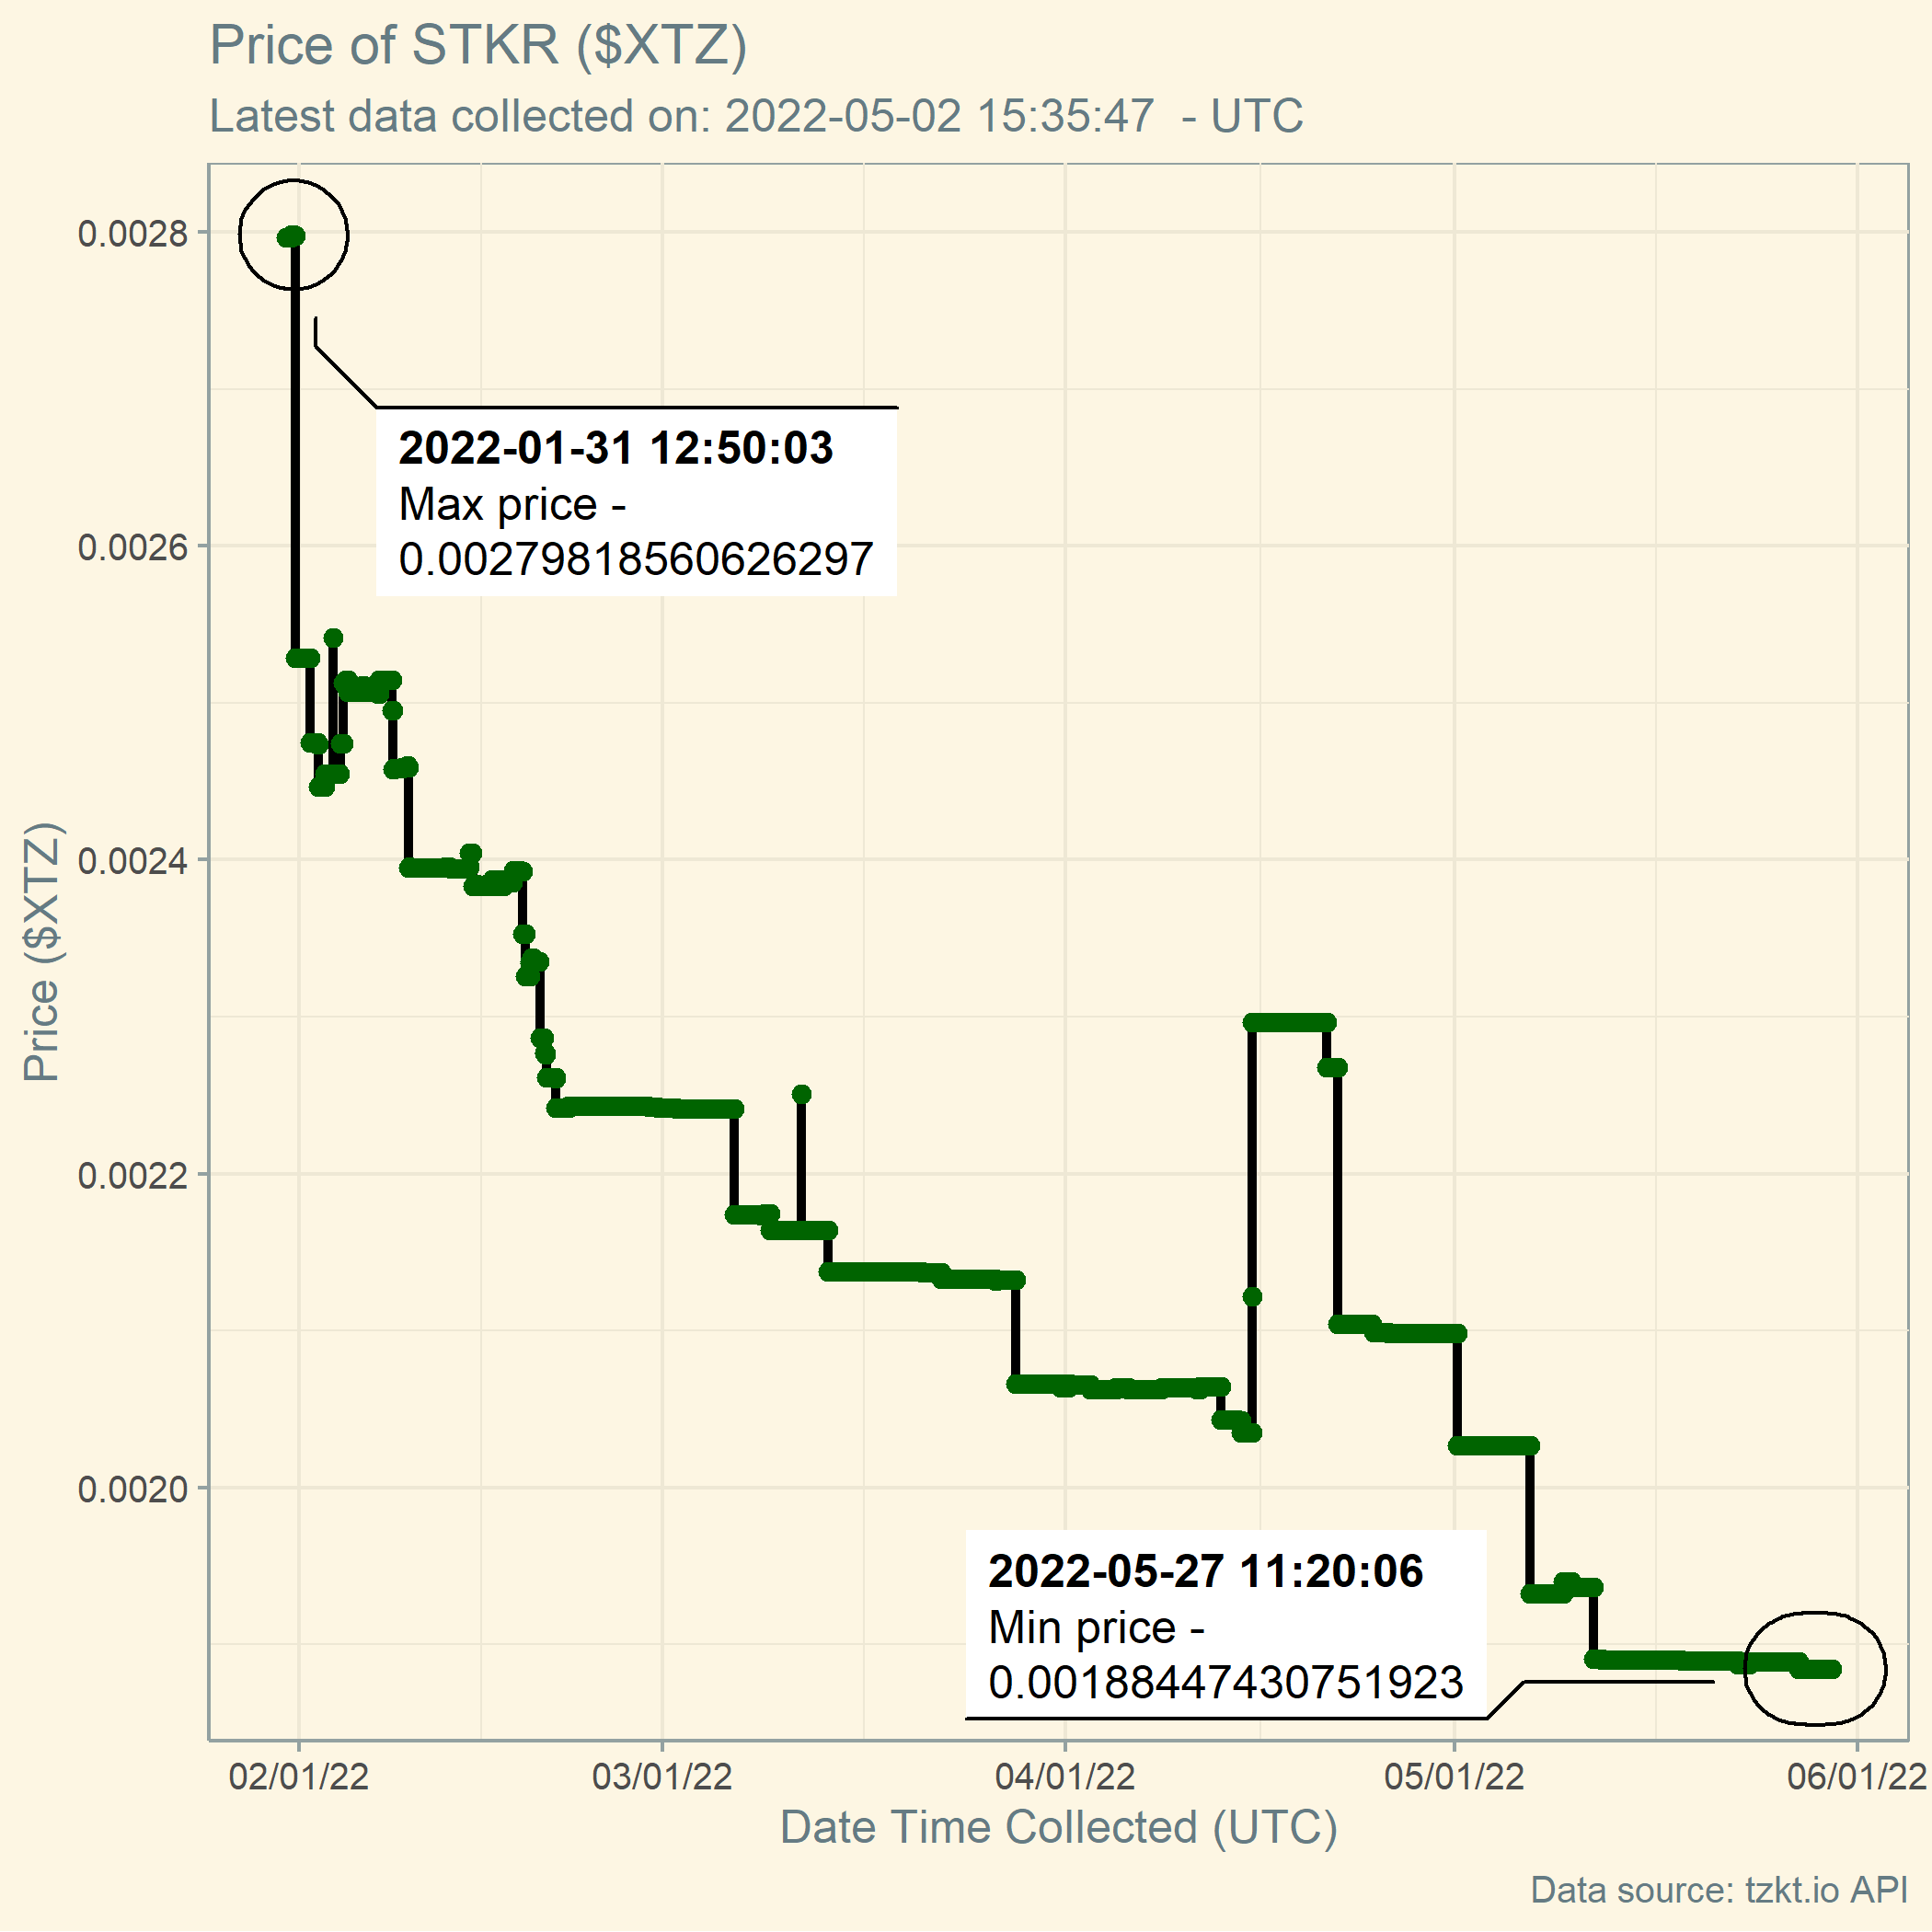 Price of STKR ($XTZ)
Latest data collected on: 2022-05-02 15:35:47  - UTC
0.0028
2022-01-31 12:50:03
Max price -
0.00279818560626297
0.0026
0.0024
Price ($XTZ)
0.0022
0.0020
2022-05-27 11:20:06
Min price -
0.00188447430751923
02/01/22
03/01/22
04/01/22
05/01/22
06/01/22
Date Time Collected (UTC)
Data source: tzkt.io API